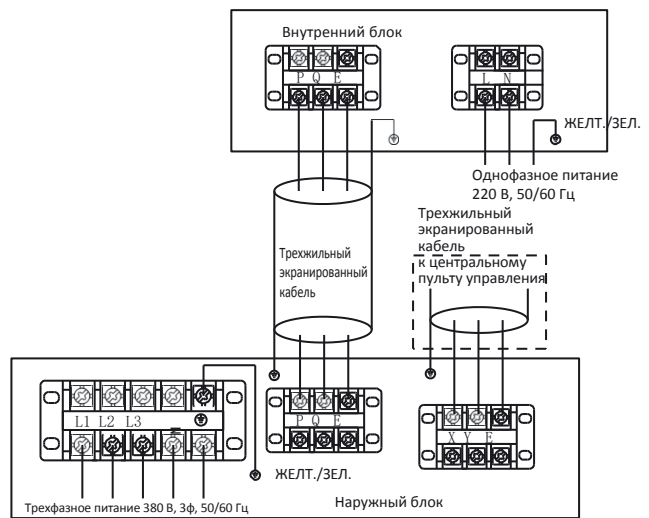 Внутренний блок
P Q E
L N
ЖЕЛТ./ЗЕЛ.
Однофазное питание
220 В, 50/60 Гц
Трехжильный
экранированный
кабель
Трехжильный
экранированный
кабель
к центральному
пульту управления
L1 L2 L3
P Q E
X Y E
ЖЕЛТ./ЗЕЛ.
Трехфазное питание 380 В, 3ф, 50/60 Гц
Наружный блок